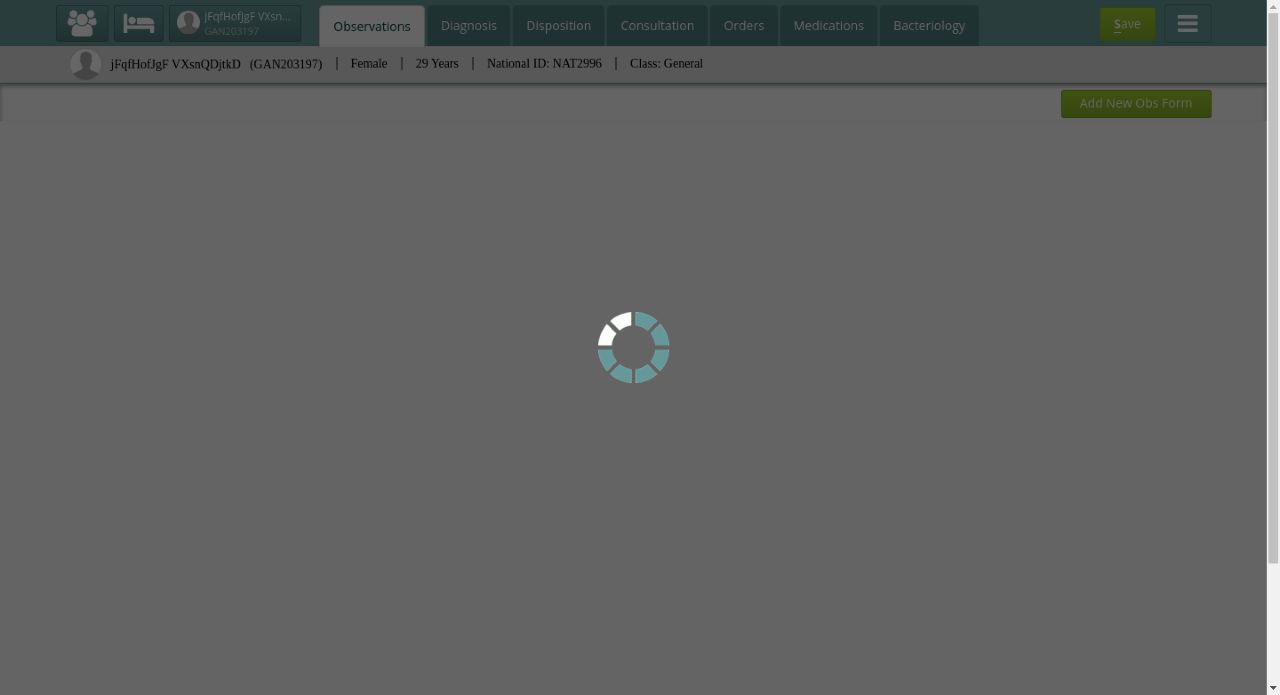 jFqfHofJgF VXsn...
GAN203197
Observations
Diagnosis
Disposition
Consultation
Orders
Medications
Bacteriology
Save
jFqfHofJgF VXsnQDjtkD (GAN203197) | Female | 29 Years | National ID: NAT2996 | Class: General
Add New Obs Form